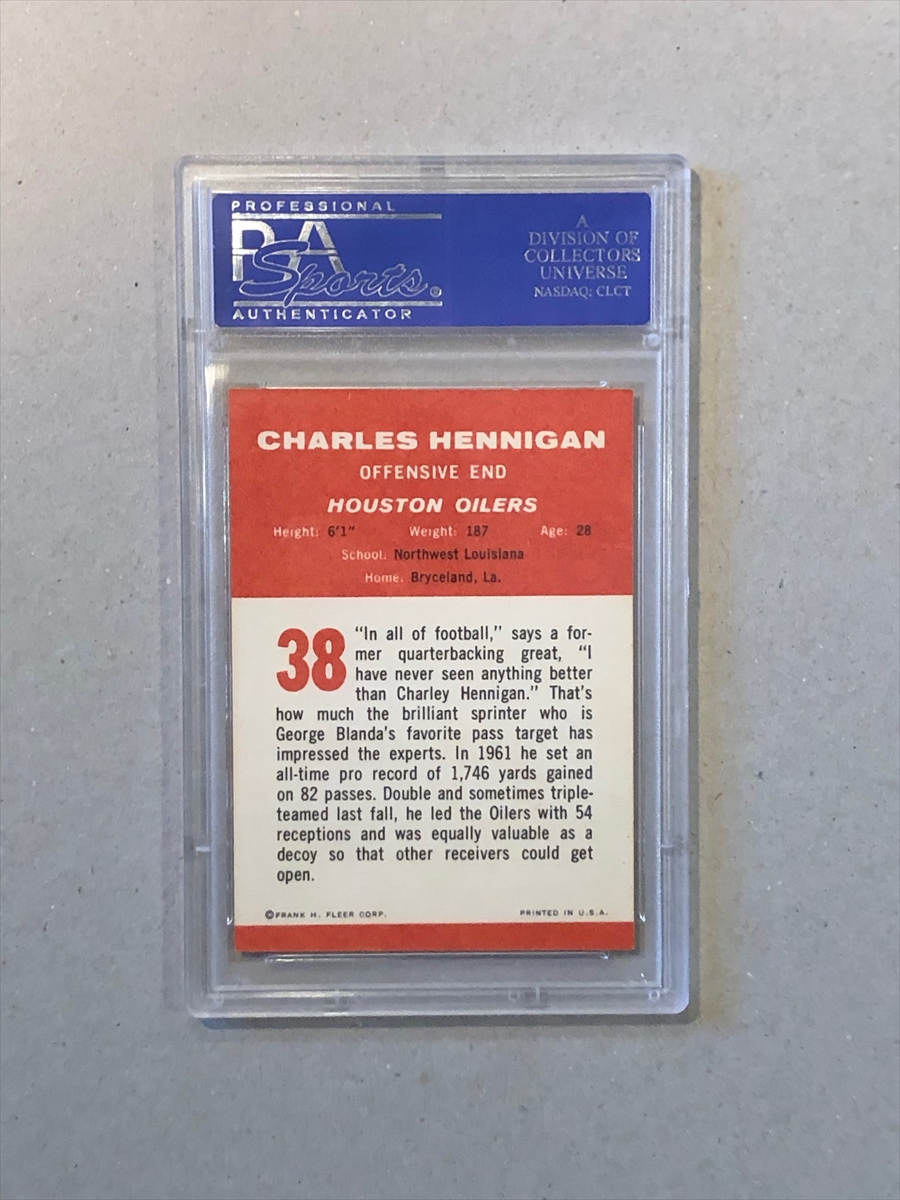 PROFESSIONAL
PSA
Sports®
AUTHENTICATOR
A
DIVISION OF
COLLECTORS
UNIVERSE
NASDAQ: CLCT
CHARLES HENNIGAN
OFFENSIVE END
HOUSTON OILERS
Height: 6'1" Weight: 187 Age: 28
School: Northwest Louisiana
Home: Bryceland, La.
38 "In all of football," says a for-
mer quarterbacking great, "I
have never seen anything better
than Charley Hennigan." That's
how much the brilliant sprinter who is
George Blanda's favorite pass target has
impressed the experts. In 1961 he set an
all-time pro record of 1,746 yards gained
on 82 passes. Double and sometimes triple-
teamed last fall, he led the Oilers with 54
receptions and was equally valuable as a
decoy so that other receivers could get
open.
©FRANK H. FLEER CORP. PRINTED IN U.S.A.